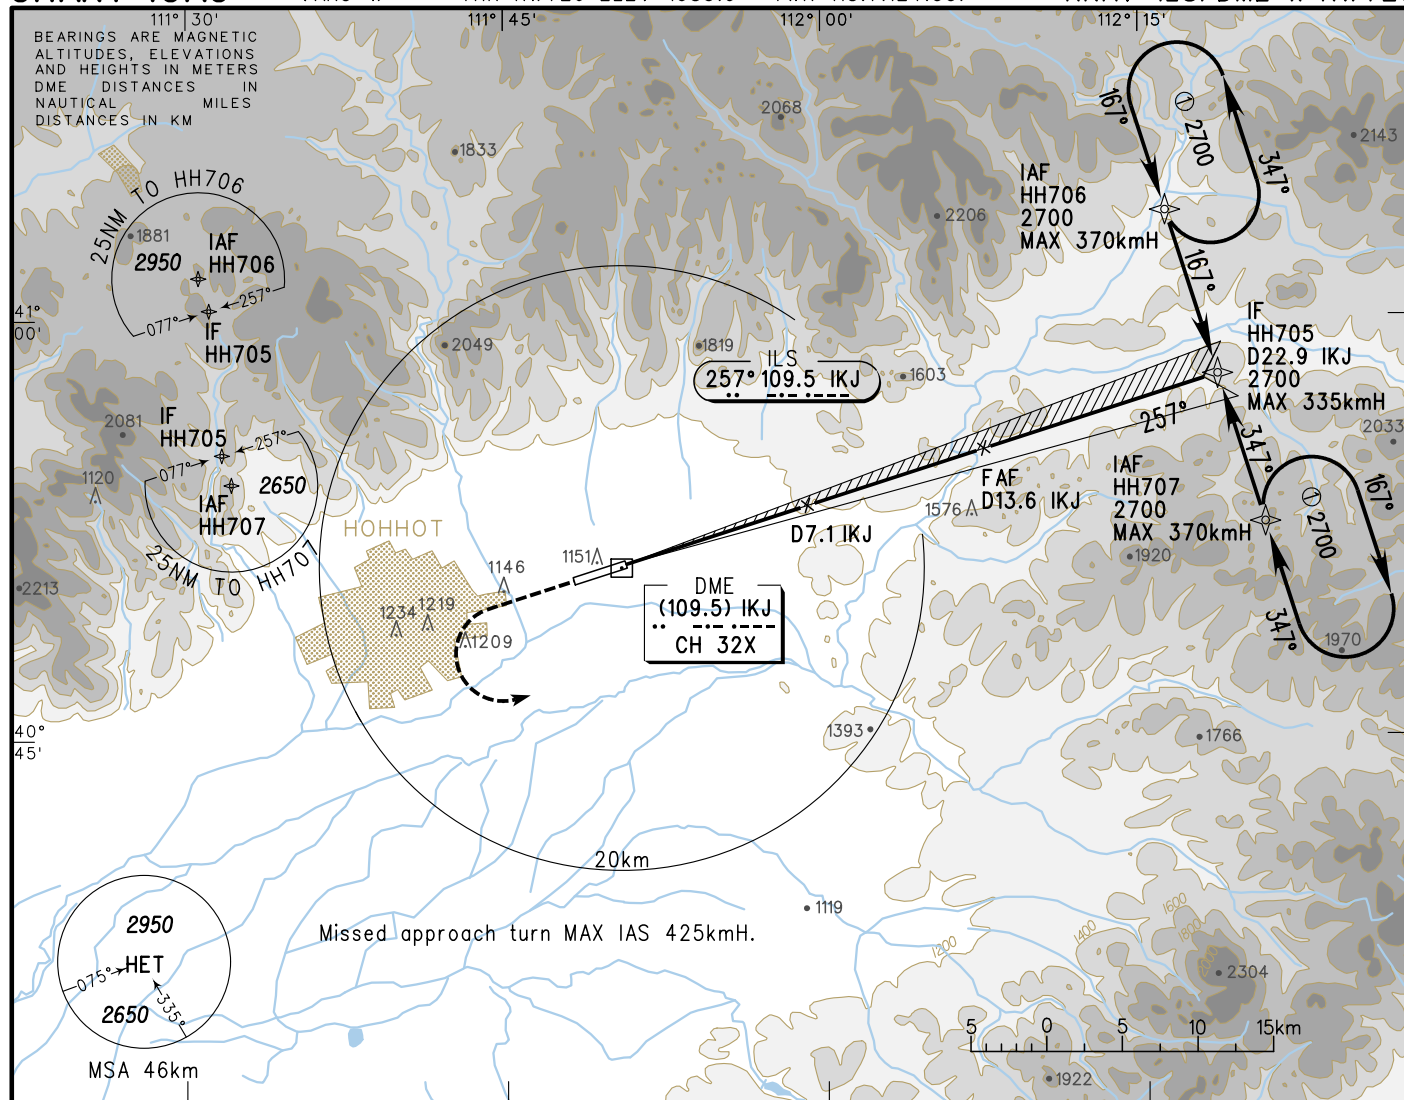 111° 30'
111° 45'
112° 00'
112° 15'
BEARINGS ARE MAGNETIC
ALTITUDES, ELEVATIONS
AND HEIGHTS IN METERS
DME DISTANCES IN
NAUTICAL MILES
DISTANCES IN KM
2068
2143
1833
167°
① 2700
347°
IAF
HH706
2700
MAX 370kmH
2206
25NM TO HH706
1881
2950
IAF
HH706
257°
077°
IF
HH705
167°
41°
00'
IF
HH705
D22.9 IKJ
2700
MAX 335kmH
2049
1819
ILS
257° 109.5 IKJ
1603
2081
IF
HH705
257°
077°
257°
2033
1120
2650
IAF
HH707
25NM TO HH707
347°
IAF
HH707
2700
MAX 370kmH
167°
① 2700
347°
FAF
D13.6 IKJ
1576
D7.1 IKJ
HOHHOT
1151
1920
2213
1146
DME
(109.5) IKJ
CH 32X
1234
1219
1209
1970
40°
45'
1393
1766
20km
1119
2950
HET
075°
335°
2650
MSA 46km
Missed approach turn MAX IAS 425kmH.
1200
1400
1600
1800
2000
2304
5 0 5 10 15km
1922